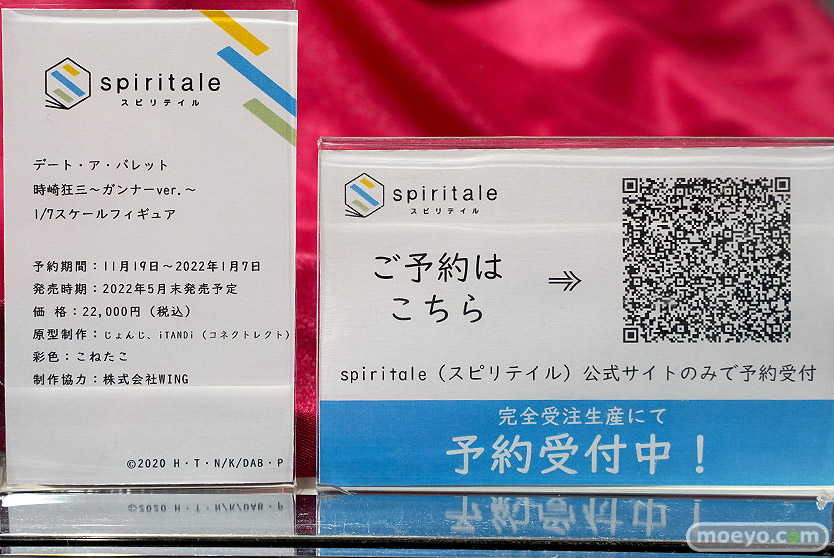 spiritale
スピリテイル
デート・ア・バレット
時崎狂三~ガンナーver.~
1/7スケールフィギュア
予約期間：11月19日~2022年1月7日
発売時期：2022年5月末発売予定
価 格：22,000円（税込）
原型制作：じょんじ、iTANDi（コネクトレクト）
彩色：こねたこ
制作協力：株式会社WING
©2020 H・T・N/K/DAB・P
spiritale
スピリテイル
ご予約は
こちら
spiritale（スピリテイル）公式サイトのみで予約受付
完全受注生産にて
予約受付中！
moeyo.com